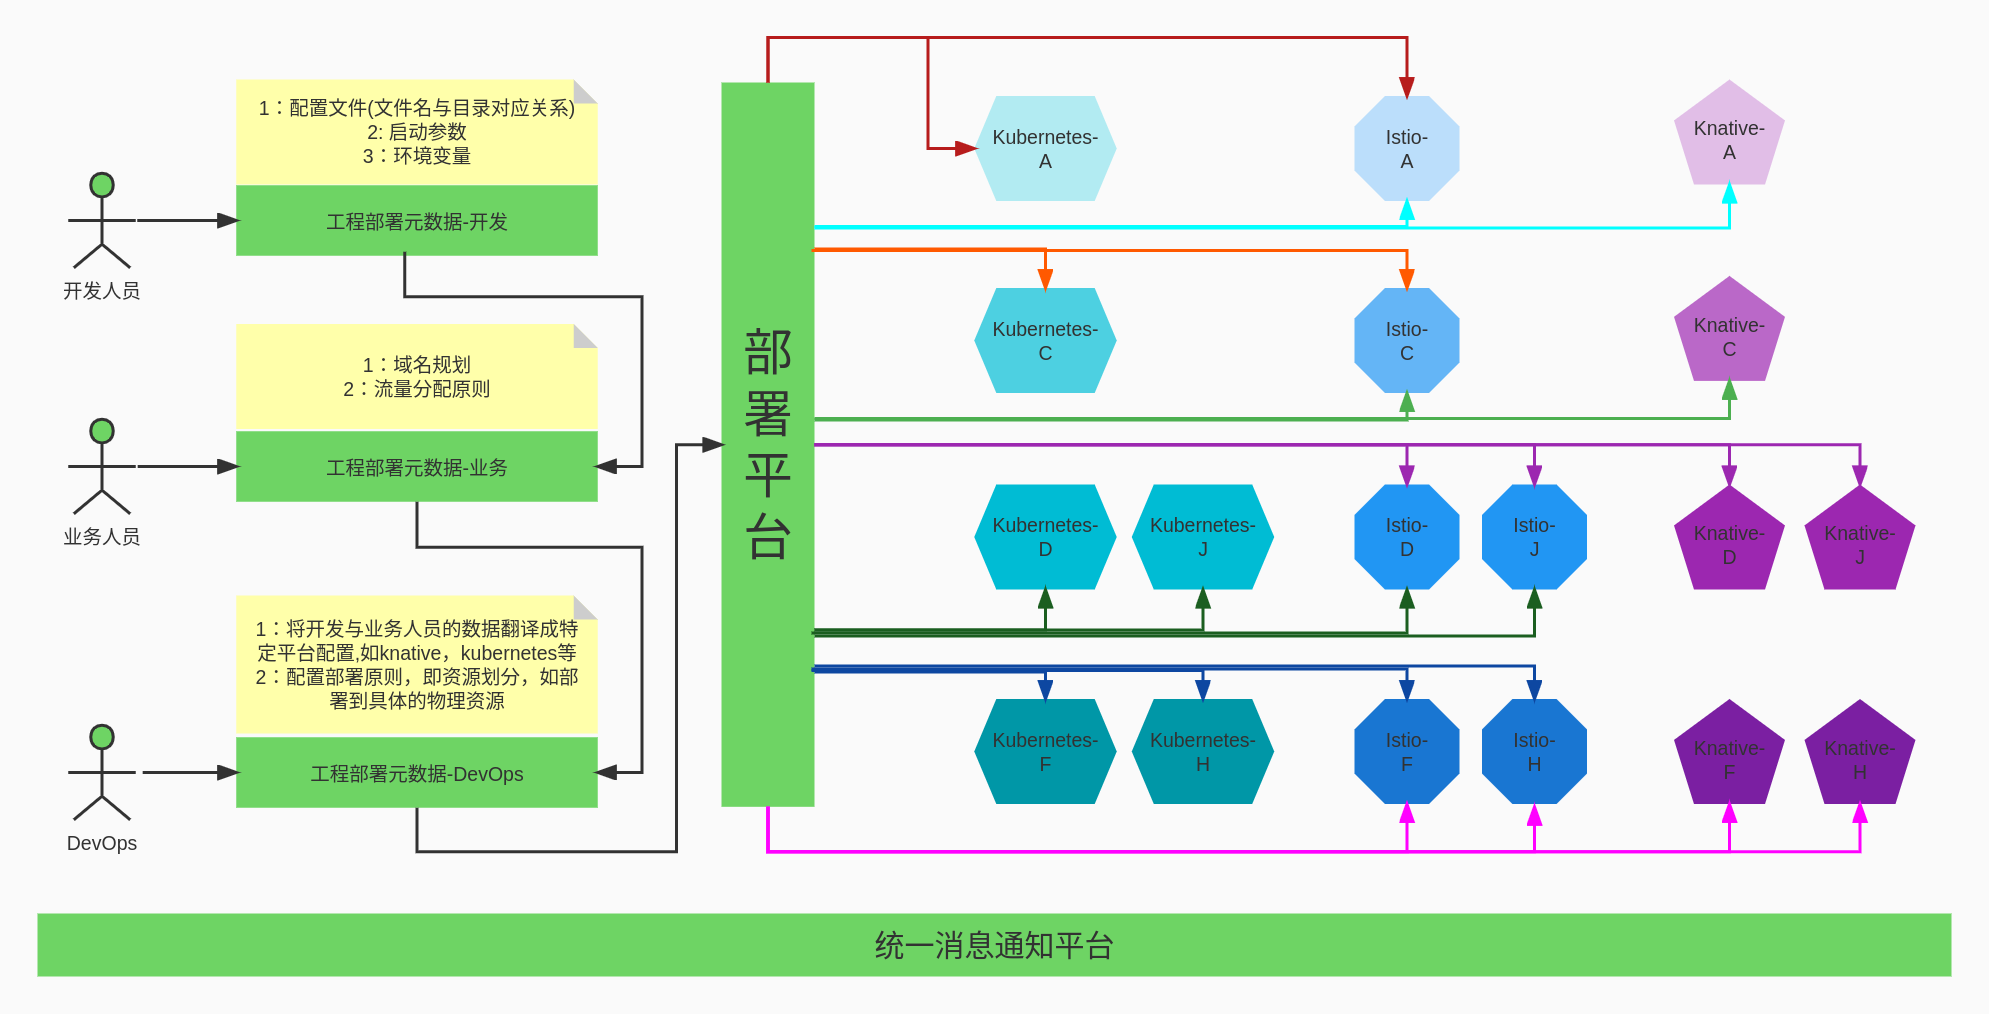 1：配置文件(文件名与目录对应关系)
2: 启动参数
3：环境变量
工程部署元数据-开发
开发人员
1：域名规划
2：流量分配原则
工程部署元数据-业务
业务人员
1：将开发与业务人员的数据翻译成特
定平台配置,如knative，kubernetes等
2：配置部署原则，即资源划分，如部
署到具体的物理资源
工程部署元数据-DevOps
DevOps
部
署
平
台
Kubernetes-
A
Istio-
A
Knative-
A
Kubernetes-
C
Istio-
C
Knative-
C
Kubernetes-
D
Kubernetes-
J
Istio-
D
Istio-
J
Knative-
D
Knative-
J
Kubernetes-
F
Kubernetes-
H
Istio-
F
Istio-
H
Knative-
F
Knative-
H
统一消息通知平台